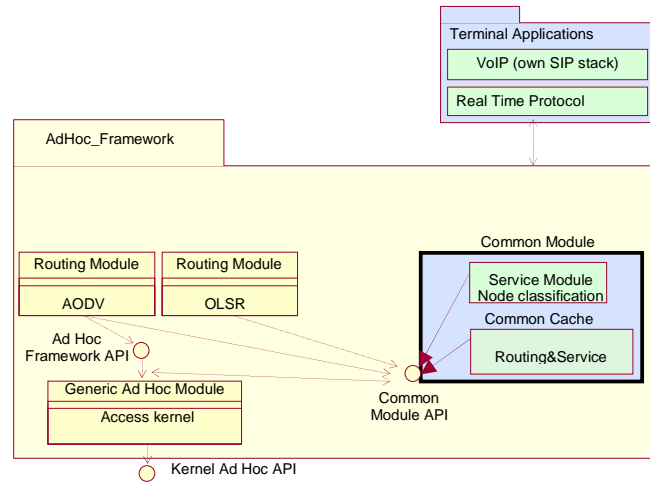 Terminal Applications
VoIP (own SIP stack)
Real Time Protocol
AdHoc_Framework
Common Module
Routing Module
AODV
Routing Module
OLSR
Service Module
Node classification
Common Cache
Routing&Service
Ad Hoc
Framework API
Generic Ad Hoc Module
Access kernel
Common
Module API
Kernel Ad Hoc API